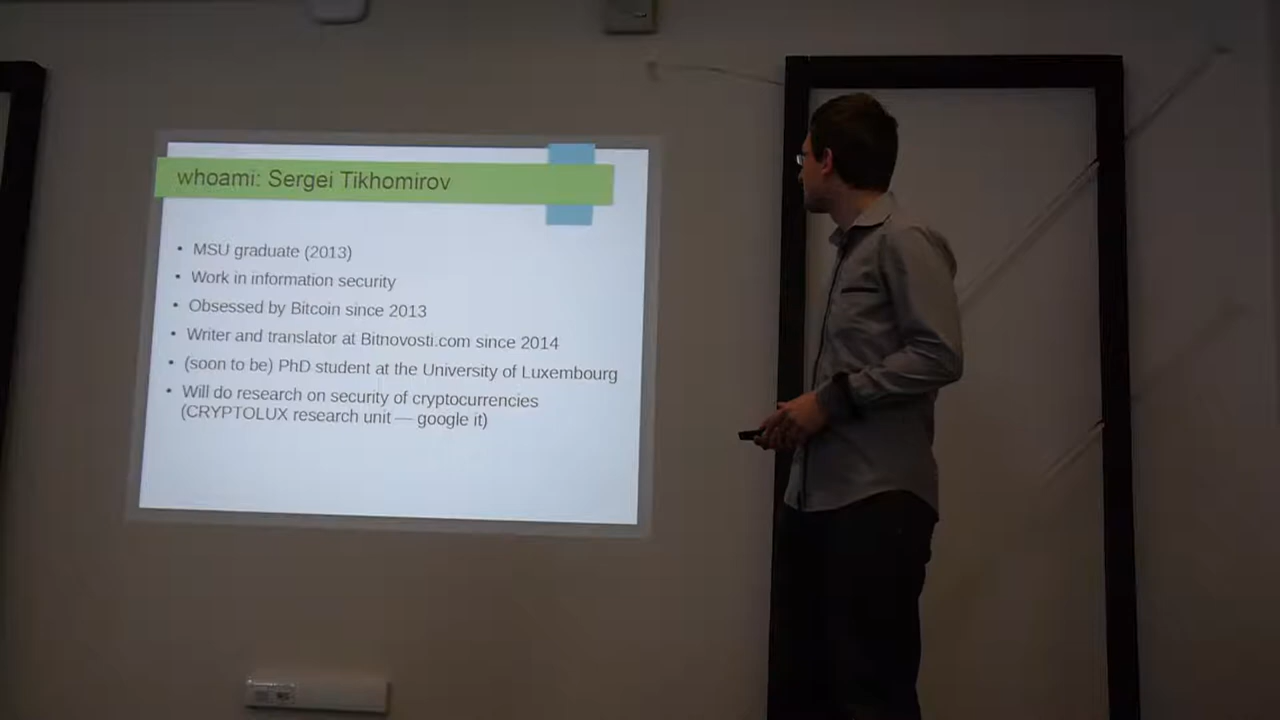 whoami: Sergei Tikhomirov
• MSU graduate (2013)
• Work in information security
• Obsessed by Bitcoin since 2013
• Writer and translator at Bitnovosti.com since 2014
• (soon to be) PhD student at the University of Luxembourg
• Will do research on security of cryptocurrencies
(CRYPTOLUX research unit — google it)